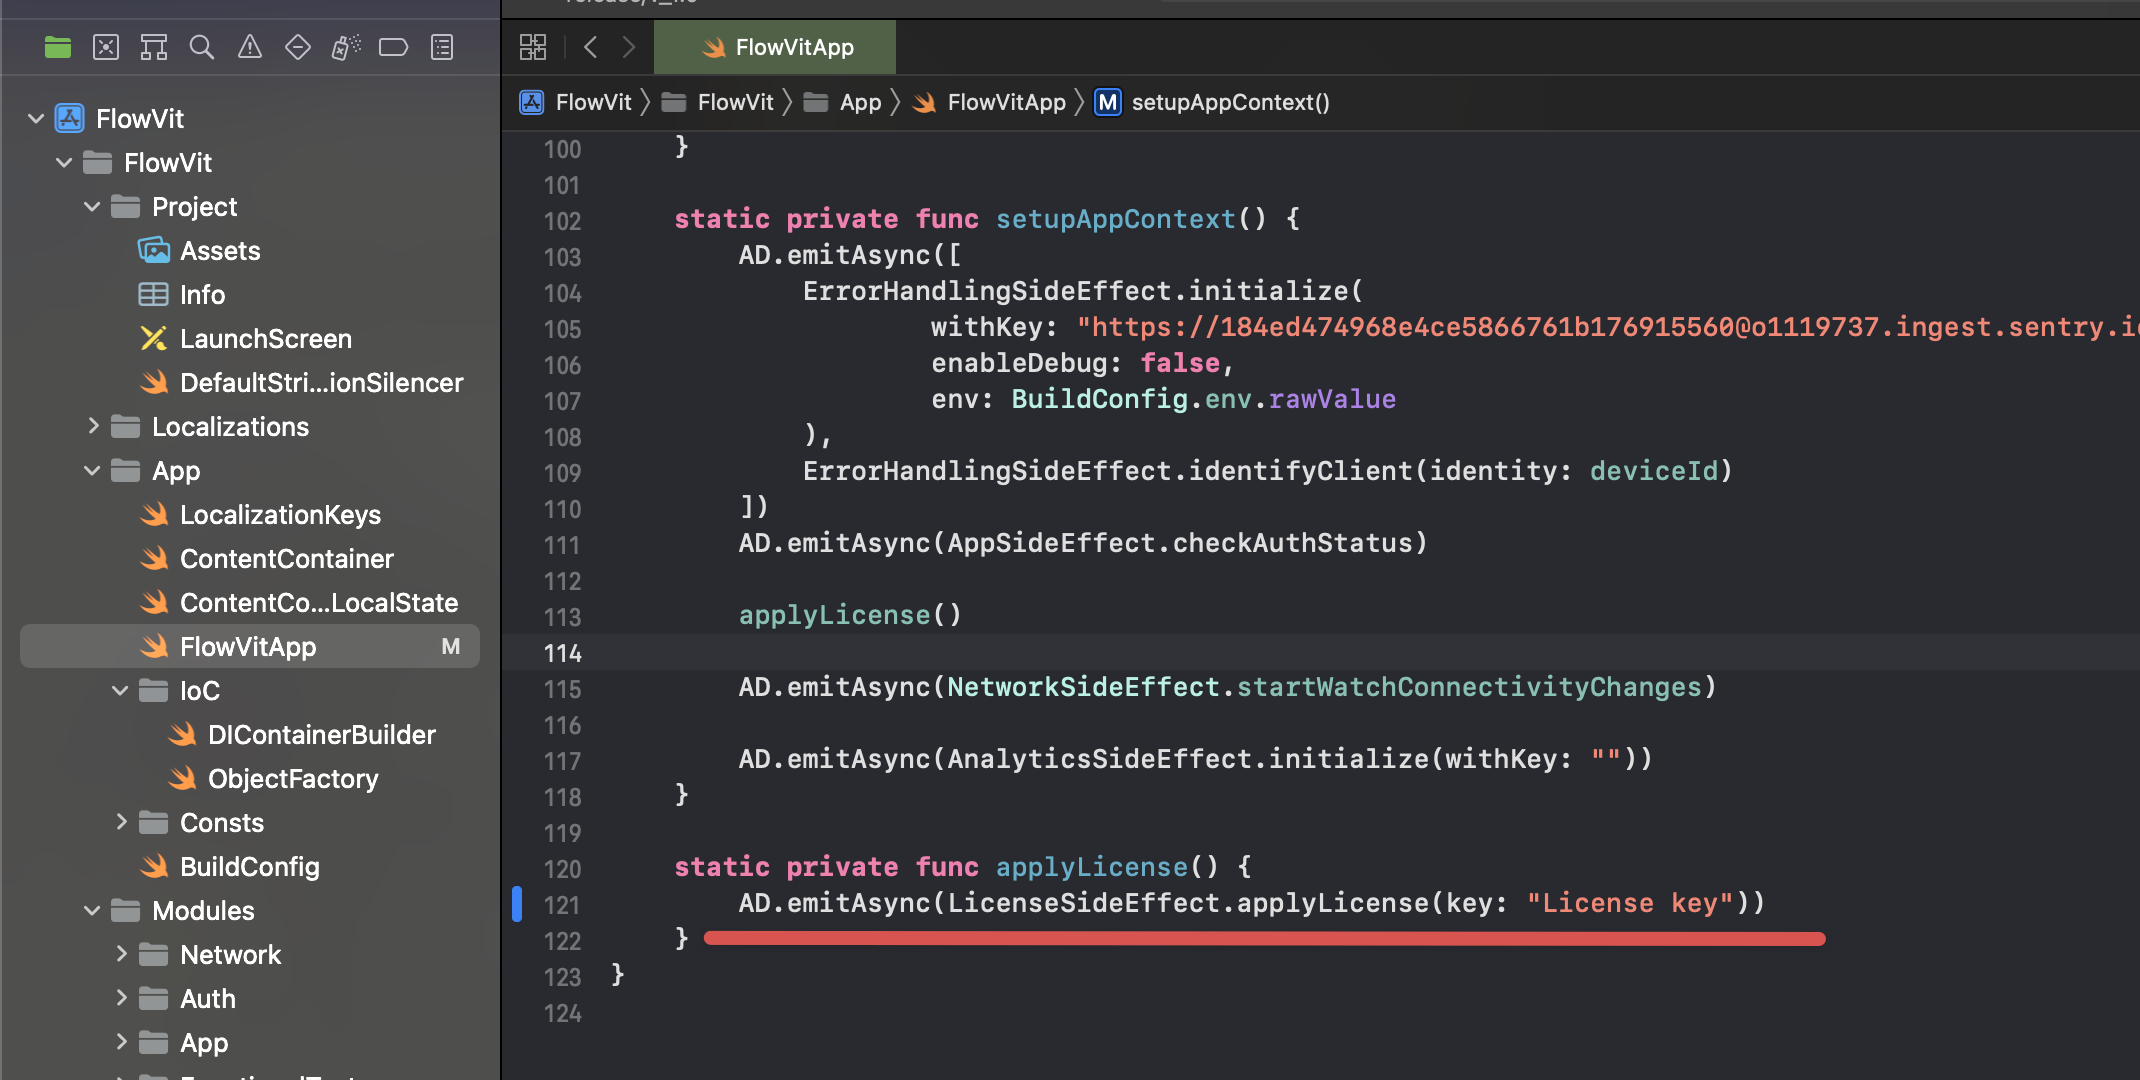 FlowVitApp
FlowVit
FlowVit
App
FlowVitApp
M
setupAppContext()
FlowVit
FlowVit
Project
Assets
Info
LaunchScreen
DefaultStri...ionSilencer
Localizations
App
LocalizationKeys
ContentContainer
ContentCo...LocalState
FlowVitApp M
IoC
DIContainerBuilder
ObjectFactory
Consts
BuildConfig
Modules
Network
Auth
App
100 }
101
102 static private func setupAppContext() {
103 AD.emitAsync([
104 ErrorHandlingSideEffect.initialize(
105 withKey: "https://184ed474968e4ce5866761b176915560@o1119737.ingest.sentry.i
106 enableDebug: false,
107 env: BuildConfig.env.rawValue
108 ),
109 ErrorHandlingSideEffect.identifyClient(identity: deviceId)
110 ])
111 AD.emitAsync(AppSideEffect.checkAuthStatus)
112
113 applyLicense()
114
115 AD.emitAsync(NetworkSideEffect.startWatchConnectivityChanges)
116
117 AD.emitAsync(AnalyticsSideEffect.initialize(withKey: ""))
118 }
119
120 static private func applyLicense() {
121 AD.emitAsync(LicenseSideEffect.applyLicense(key: "License key"))
122 }
123 }
124